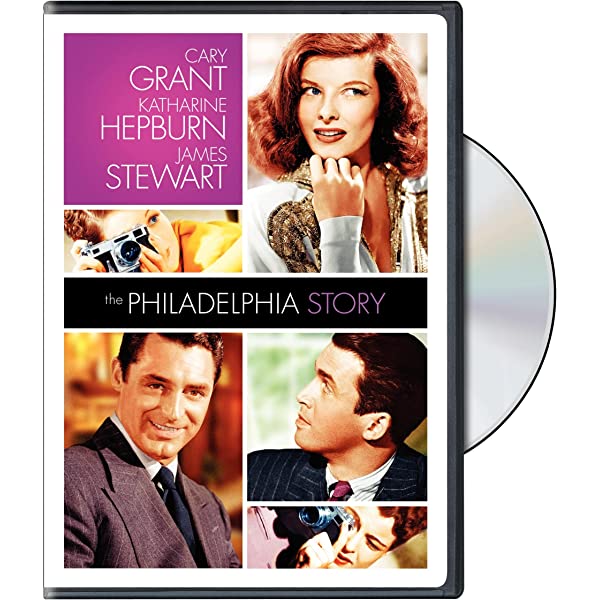 CARY
GRANT
KATHARINE
HEPBURN
JAMES
STEWART
the PHILADELPHIA STORY